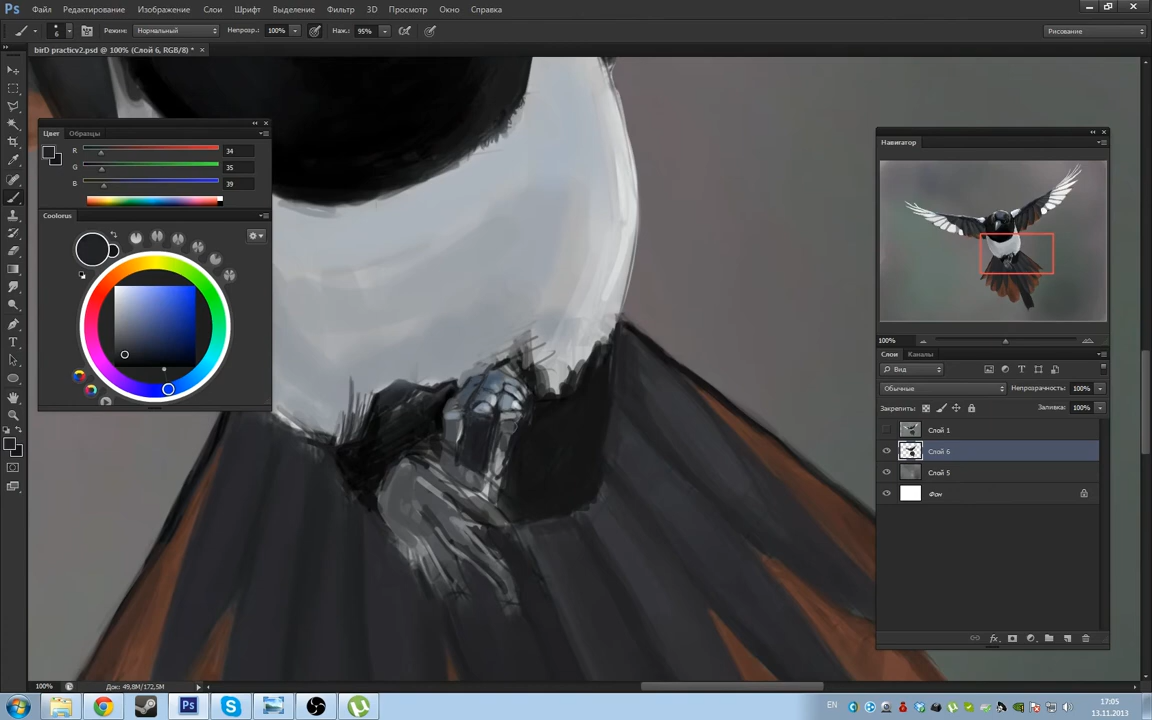 Ps Файл Редактирование Изображение Слои Шрифт Выделение Фильтр 3D Просмотр Окно Справка
6 Режим: Нормальный Непрозр.: 100% Наж.: 95% Рисование
birD practicv2.psd @ 100% (Слой 6, RGB/8) * ×
Цвет Образцы
R 34
G 35
B 39
Coolorus
Навигатор
100%
Слои Каналы
Вид
Обычные Непрозрачность: 100%
Закрепить: Заливка: 100%
Слой 1
Слой 6
Слой 5
Фон
fx
100% Док: 49,8M/172,5M
Ps EN 17:05
13.11.2013